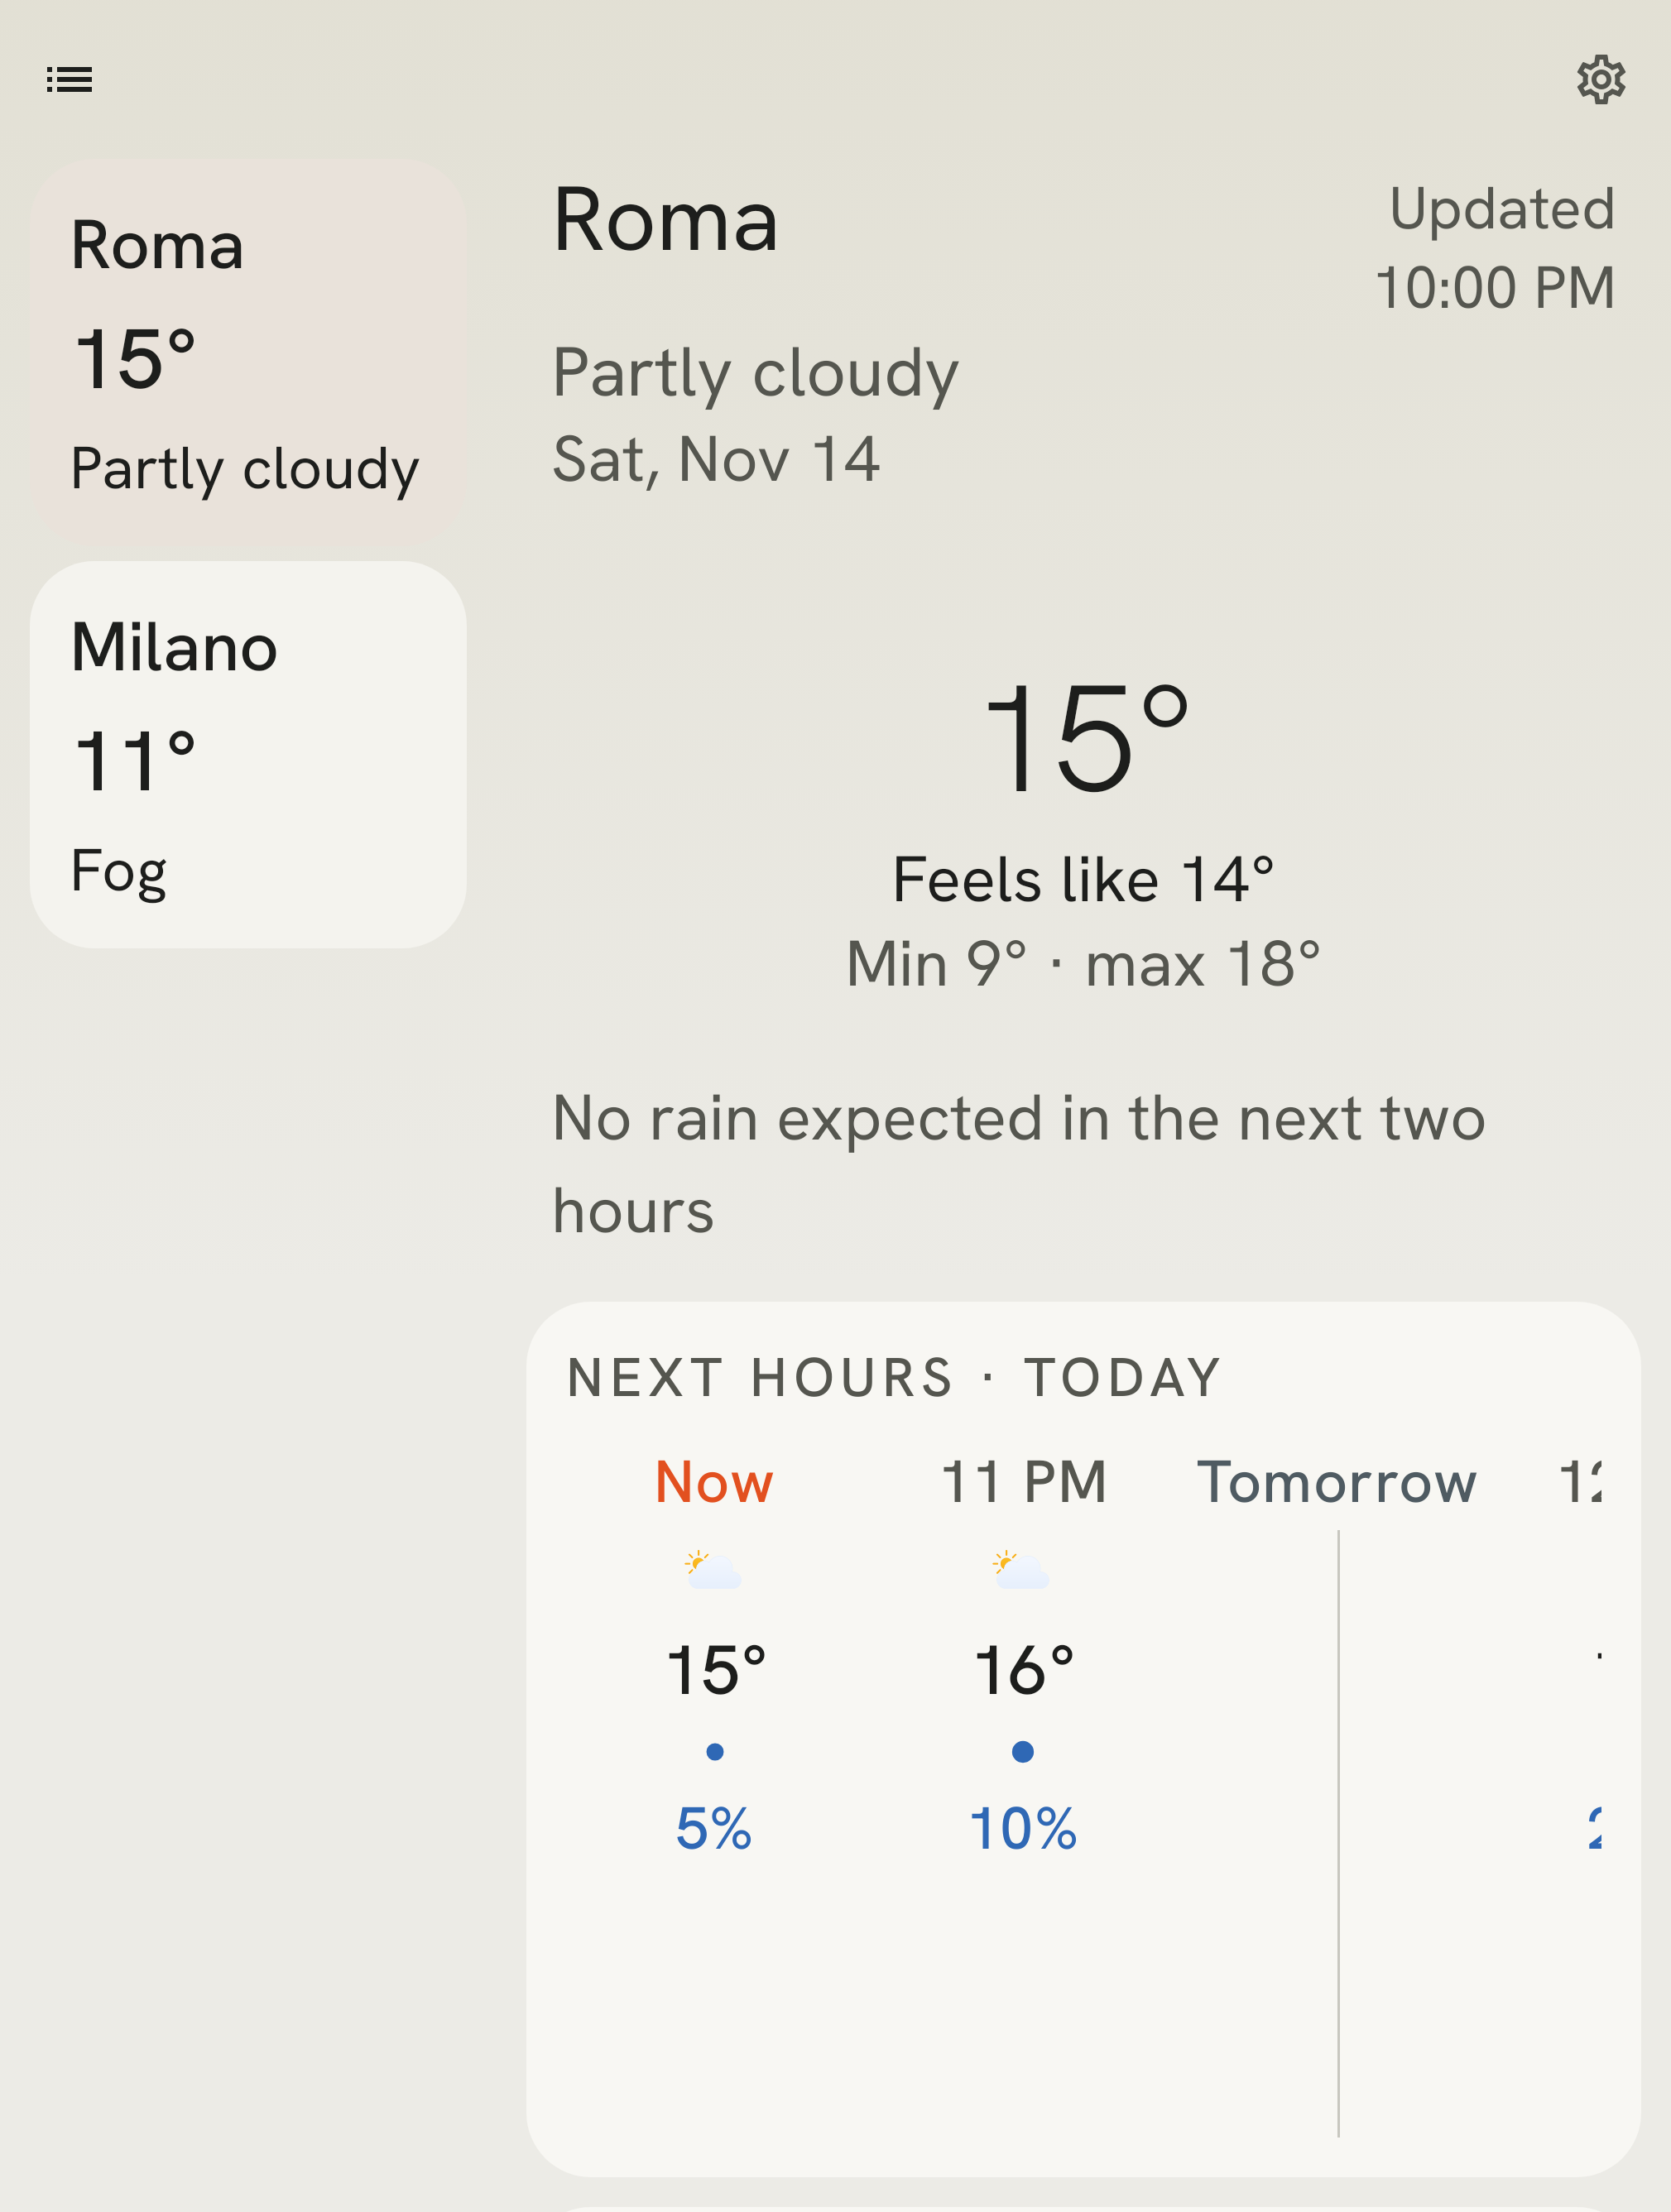 Roma
15°
Partly cloudy
Milano
11°
Fog
Roma
Updated
10:00 PM
Partly cloudy
Sat, Nov 14
15°
Feels like 14°
Min 9° · max 18°
No rain expected in the next two
hours
NEXT HOURS · TODAY
Now 11 PM Tomorrow
15° 16°
5% 10%